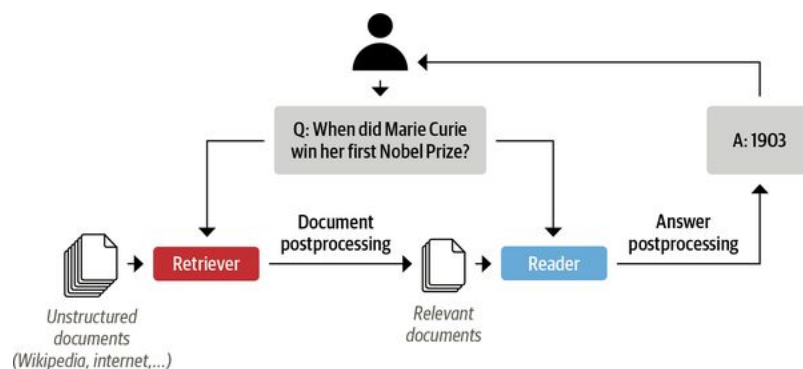 Q: When did Marie Curie
win her first Nobel Prize?
A: 1903
Document
postprocessing
Answer
postprocessing
Retriever
Reader
Unstructured
documents
(Wikipedia, internet,...)
Relevant
documents